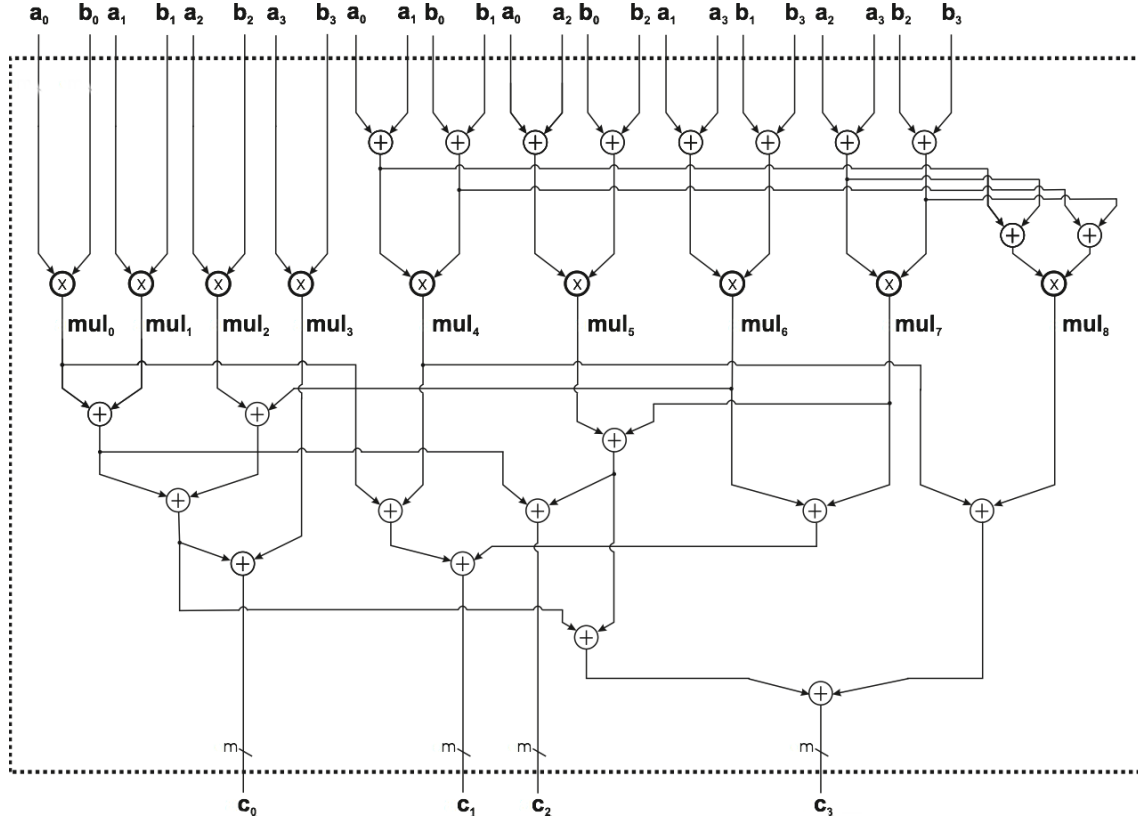 a₀ b₀ a₁ b₁ a₂ b₂ a₃ b₃ a₀ a₁ b₀ b₁ a₀ a₂ b₀ b₂ a₁ a₃ b₁ b₃ a₂ a₃ b₂ b₃
mul₀ mul₁ mul₂ mul₃ mul₄ mul₅ mul₆ mul₇ mul₈
m m m m
c₀ c₁ c₂ c₃